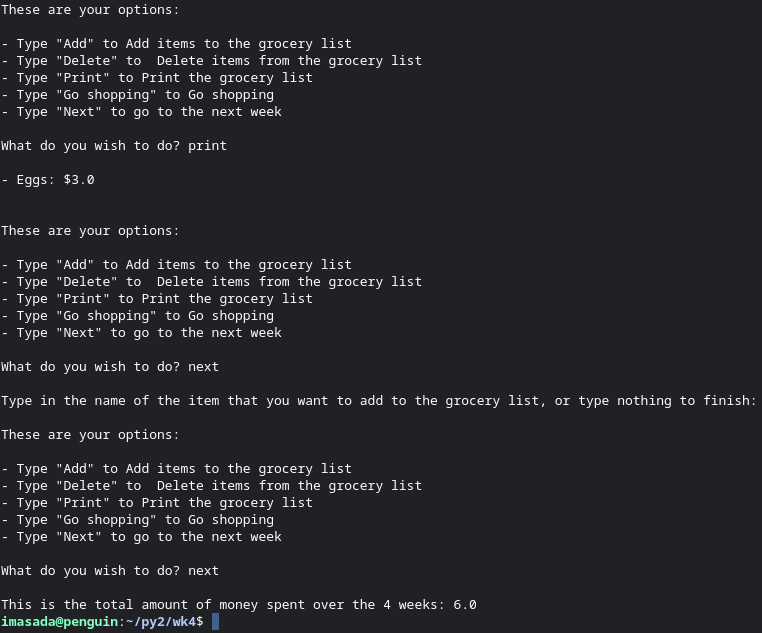 These are your options:
- Type "Add" to Add items to the grocery list
- Type "Delete" to  Delete items from the grocery list
- Type "Print" to Print the grocery list
- Type "Go shopping" to Go shopping
- Type "Next" to go to the next week
What do you wish to do? print
- Eggs: $3.0
These are your options:
- Type "Add" to Add items to the grocery list
- Type "Delete" to  Delete items from the grocery list
- Type "Print" to Print the grocery list
- Type "Go shopping" to Go shopping
- Type "Next" to go to the next week
What do you wish to do? next
Type in the name of the item that you want to add to the grocery list, or type nothing to finish:
These are your options:
- Type "Add" to Add items to the grocery list
- Type "Delete" to  Delete items from the grocery list
- Type "Print" to Print the grocery list
- Type "Go shopping" to Go shopping
- Type "Next" to go to the next week
What do you wish to do? next
This is the total amount of money spent over the 4 weeks: 6.0
imasada@penguin:~/py2/wk4$